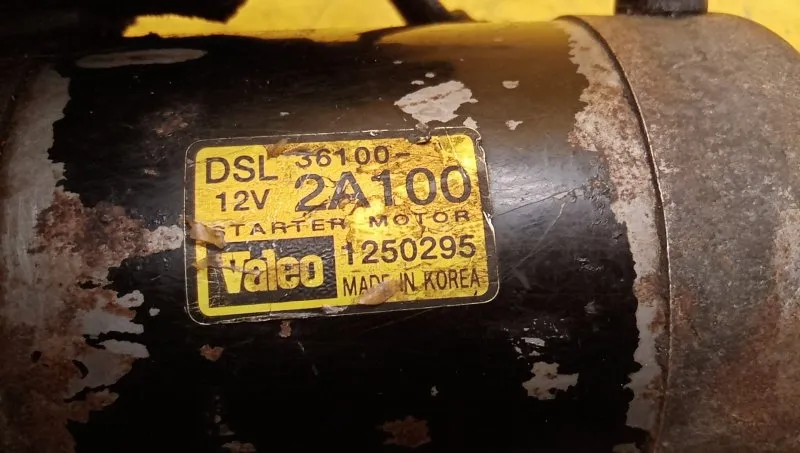 DSL 36100-
12V 2A100
STARTER MOTOR
Valeo 1250295
MADE IN KOREA